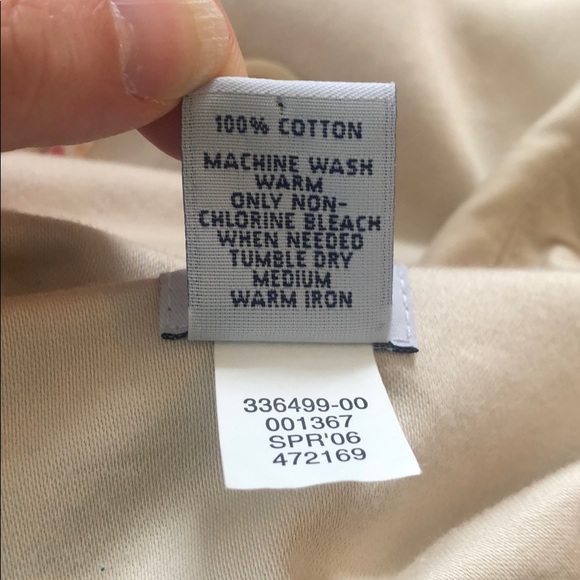 100% COTTON
MACHINE WASH
WARM
ONLY NON-
CHLORINE BLEACH
WHEN NEEDED
TUMBLE DRY
MEDIUM
WARM IRON
336499-00
001367
SPR'06
472169